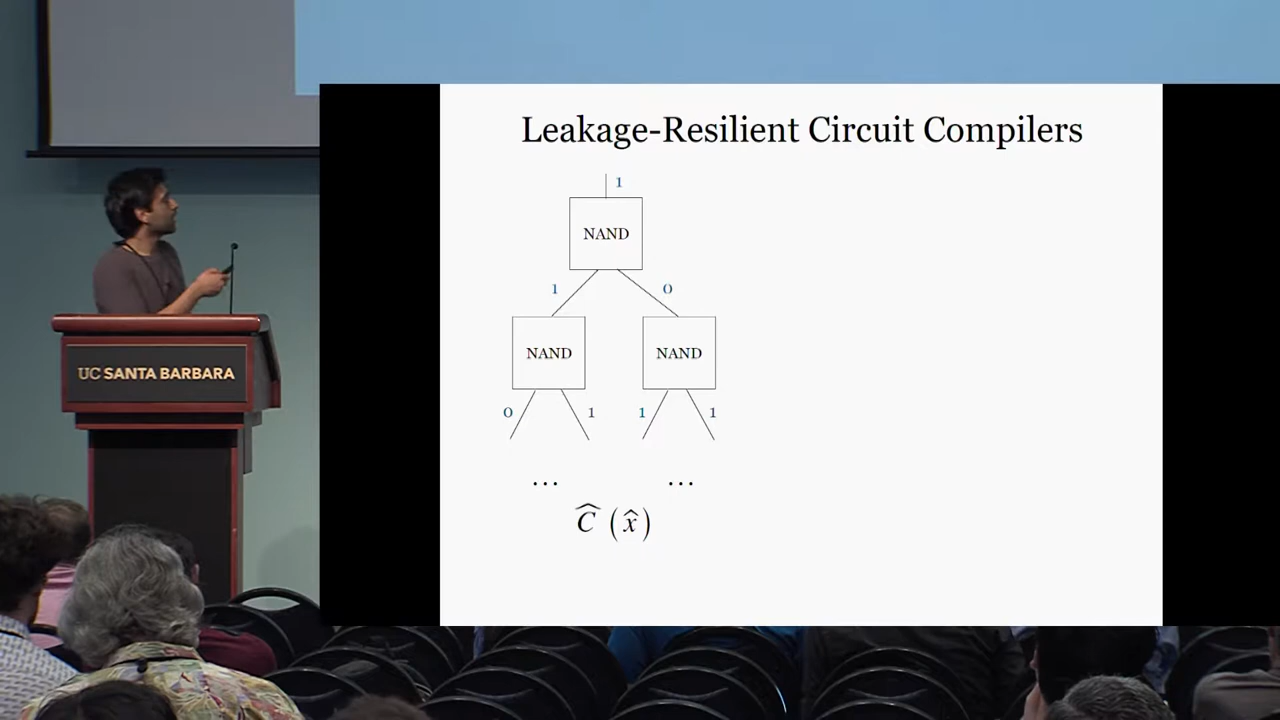 Leakage-Resilient Circuit Compilers
1
NAND
1 0
NAND NAND
0 1 1 1
... ...
Ĉ (x̂)
UC SANTA BARBARA